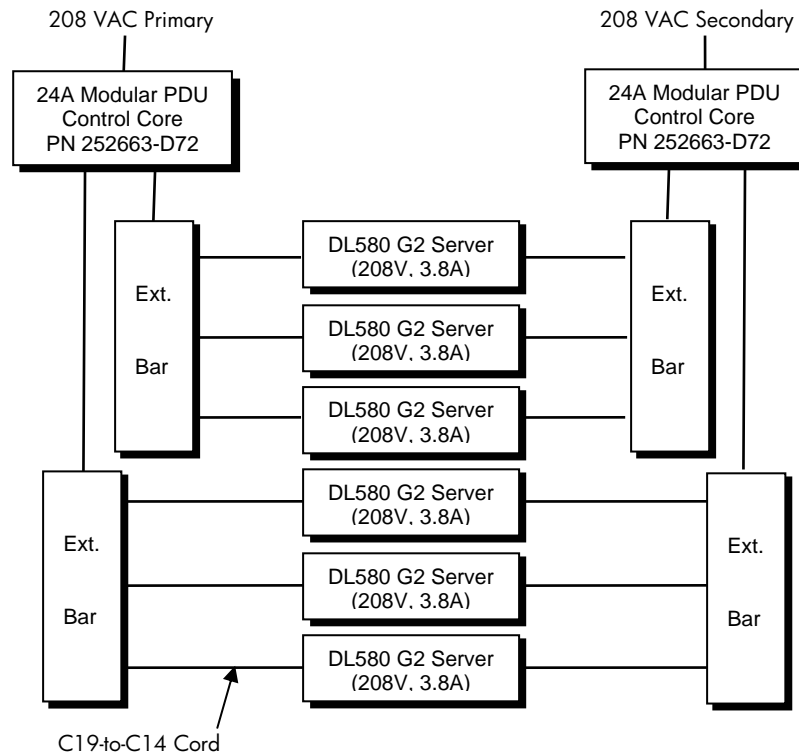 208 VAC Primary
208 VAC Secondary
24A Modular PDU
Control Core
PN 252663-D72
24A Modular PDU
Control Core
PN 252663-D72
Ext.
Bar
DL580 G2 Server
(208V, 3.8A)
DL580 G2 Server
(208V, 3.8A)
DL580 G2 Server
(208V, 3.8A)
Ext.
Bar
Ext.
Bar
DL580 G2 Server
(208V, 3.8A)
DL580 G2 Server
(208V, 3.8A)
DL580 G2 Server
(208V, 3.8A)
Ext.
Bar
C19-to-C14 Cord